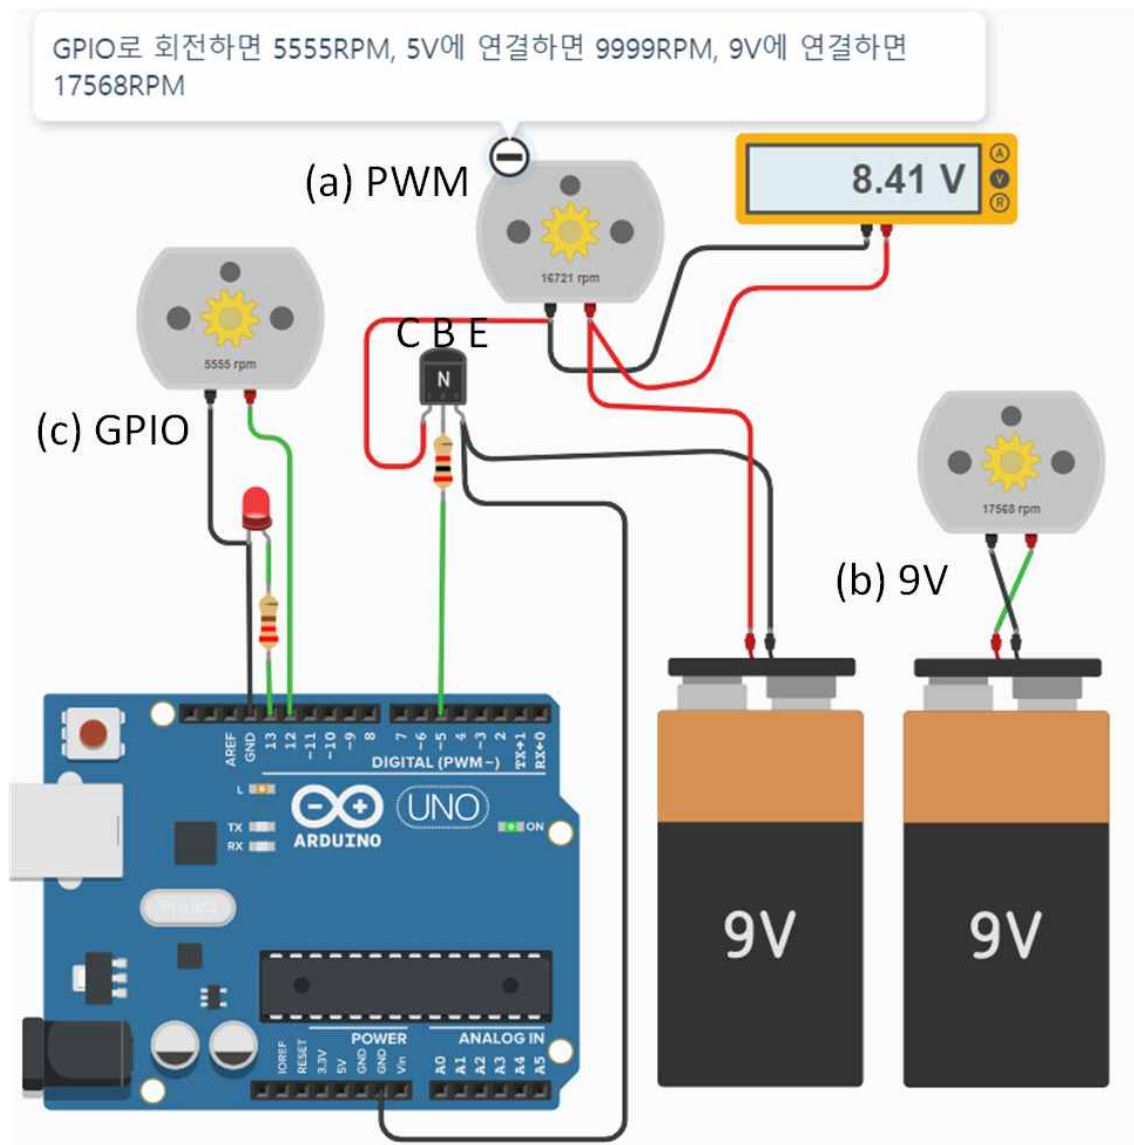 GPIO로 회전하면 5555RPM, 5V에 연결하면 9999RPM, 9V에 연결하면
17568RPM
(a) PWM
8.41 V
A
V
R
16721 rpm
C B E
N
5555 rpm
(c) GPIO
17568 rpm
(b) 9V
AREF
GND
13
12
~11
~10
~9
8
7
~6
~5
4
~3
2
TX→1
RX←0
DIGITAL (PWM~)
L
TX
RX
ARDUINO
UNO
ON
9V
9V
POWER
ANALOG IN
IOREF
RESET
3.3V
5V
GND
GND
Vin
A0
A1
A2
A3
A4
A5